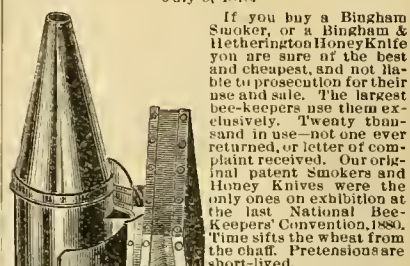 If you buy a Bingham
Smoker, or a Bingham &
Hetherington Honey Knife
you are sure of the best
and cheapest, and not lia-
ble to prosecution for their
use and sale. The largest
bee-keepers use them ex-
clusively. Twenty thou-
sand in use—not one ever
returned, or letter of com-
plaint received. Our orig-
inal patent Smokers and
Honey Knives were the
only ones on exhibition at
the last National Bee-
Keepers' Convention, 1880.
Time sifts the wheat from
the chaff. Pretensions are
short-lived.